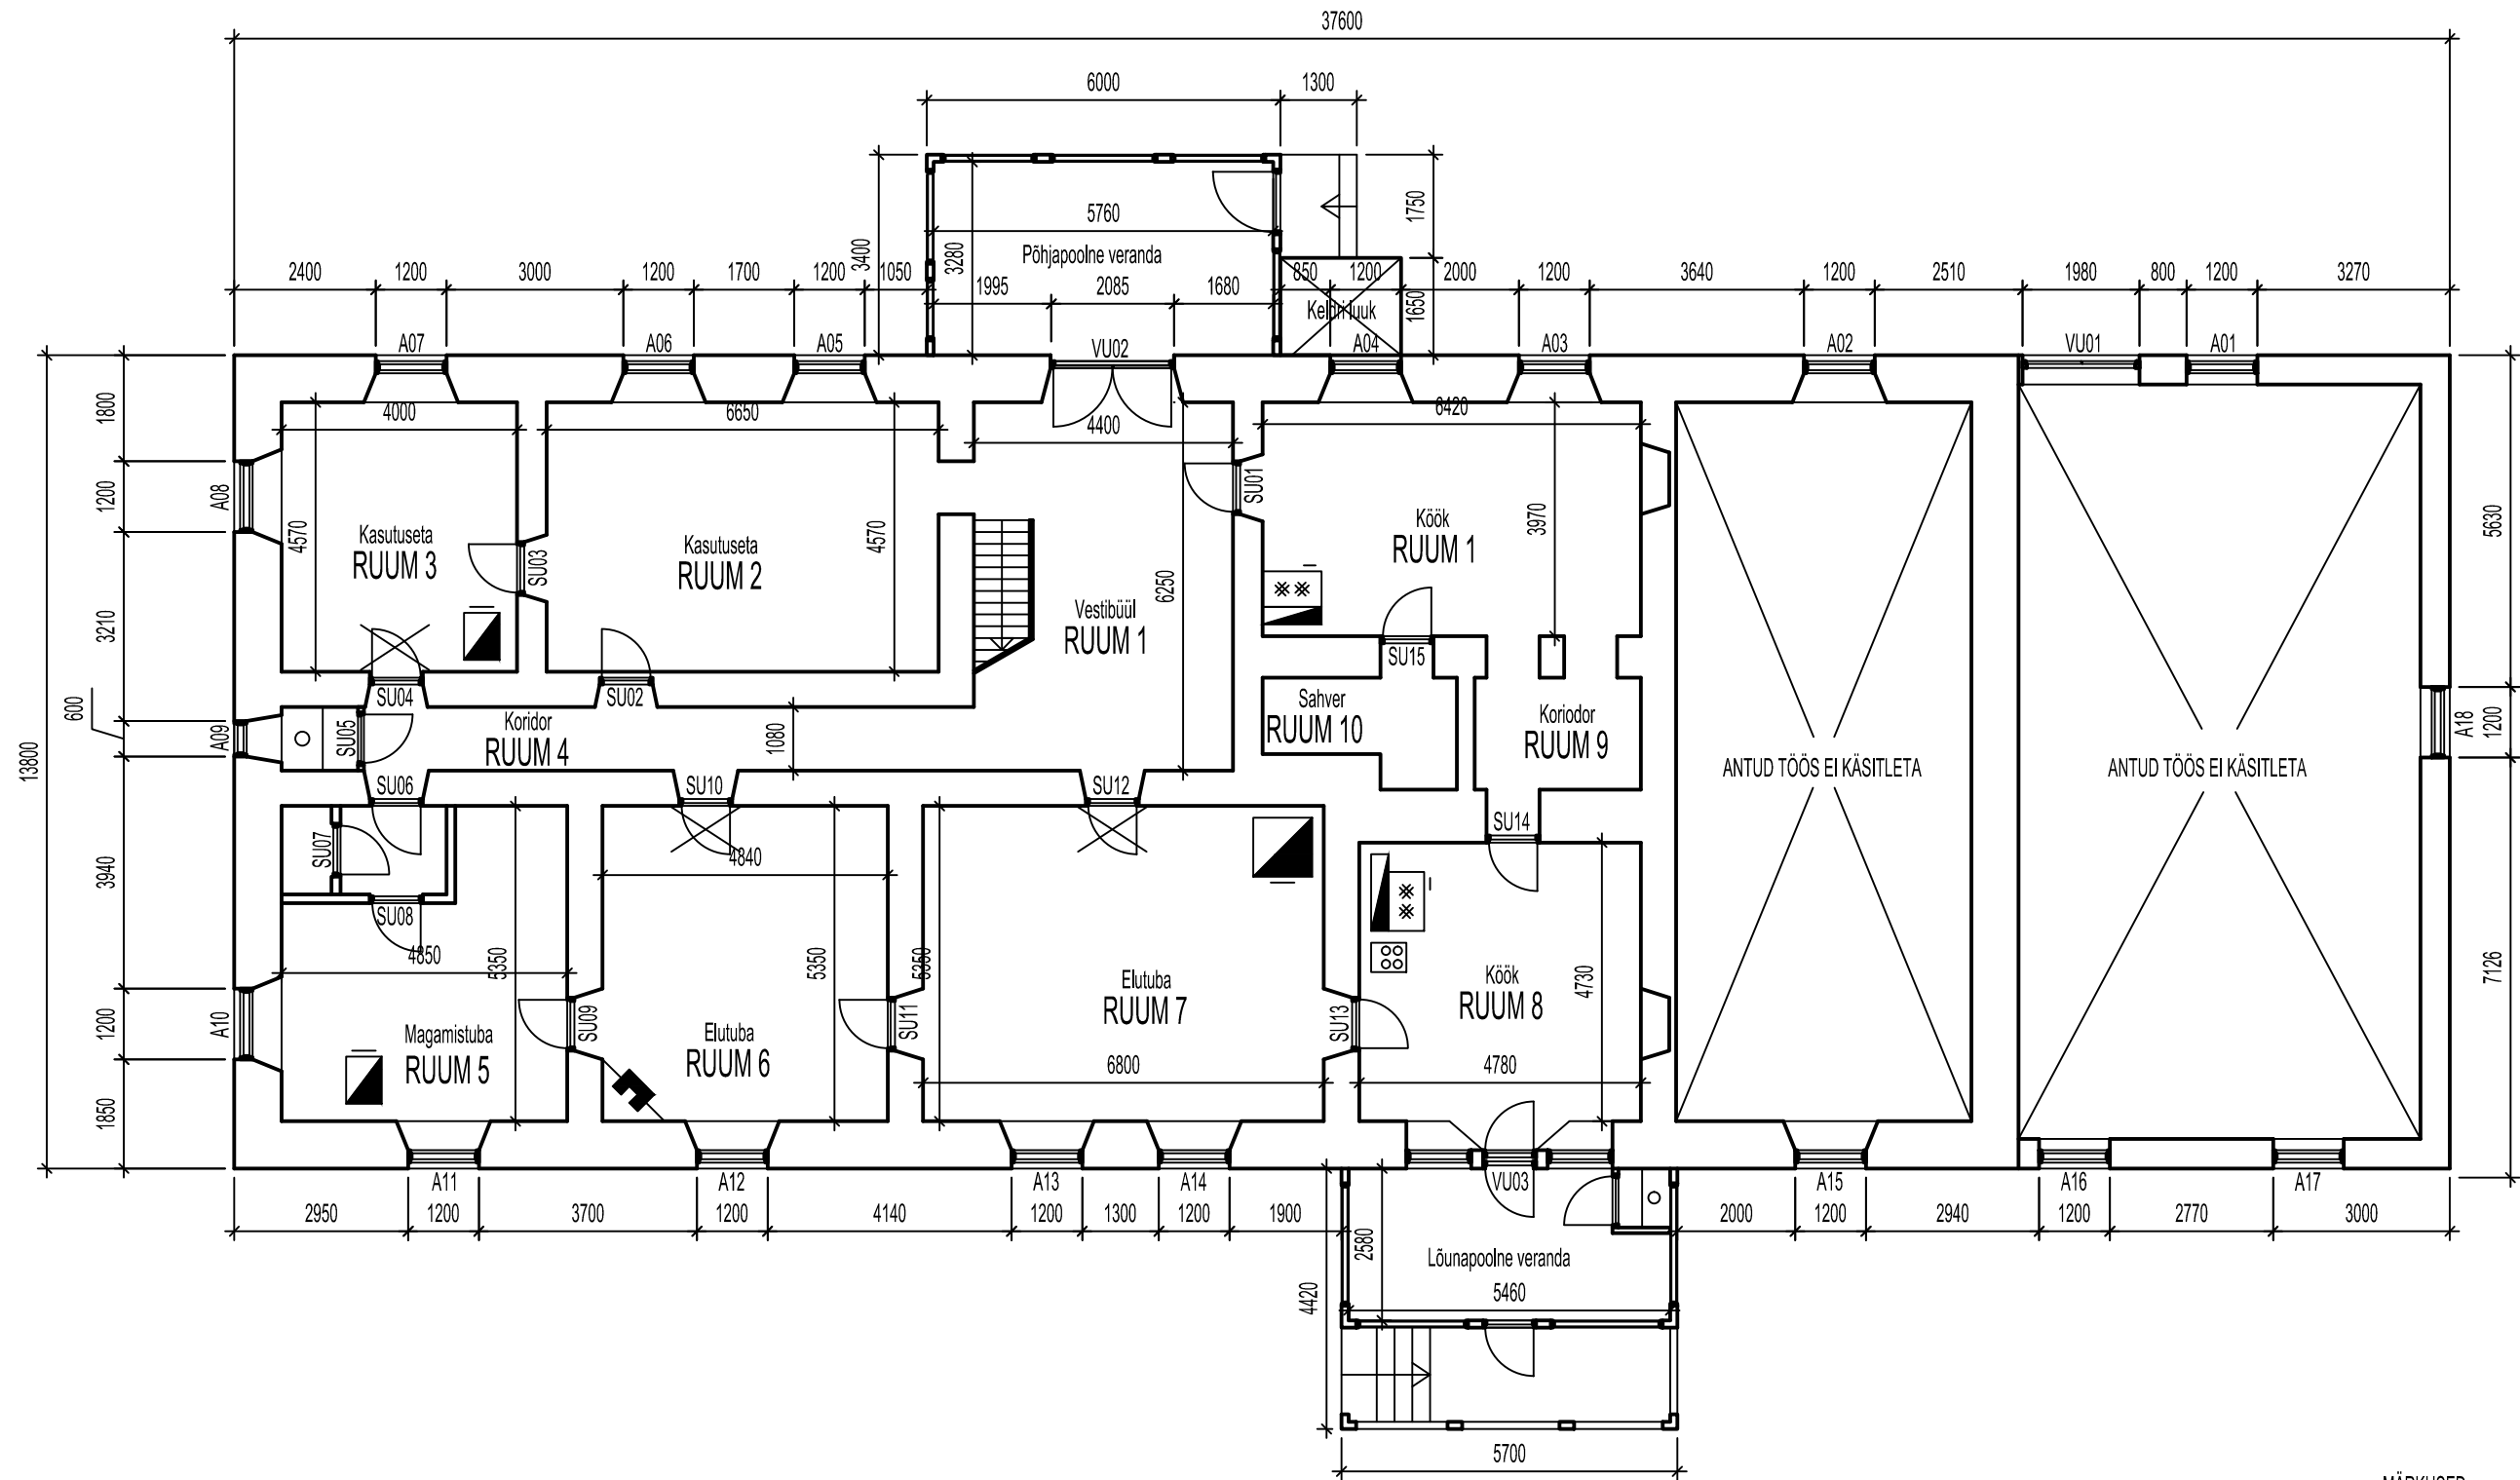 37600
6000 1300
3400 3280 5760 1750
Põhjapoolne veranda
2400 1200 3000 1200 1700 1200 1050 1995 2085 1680 850 1200 2000 1200 3640 1200 2510 1980 800 1200 3270
Keldri luuk 1650
A07 A06 A05 VU02 A04 A03 A02 VU01 A01
1800 4000 6650 4400 6420
A08 1200 4570 SU03 4570 SU01 3970 5630
Kasutuseta
RUUM 3
Kasutuseta
RUUM 2
Köök
RUUM 1
6250
Vestibüül
RUUM 1
3210
SU04 SU02 SU15
600 A09 SU05
Koridor
RUUM 4
1080
Sahver
RUUM 10
Koriodor
RUUM 9
A18 1200
13800
ANTUD TÖÖS EI KÄSITLETA
ANTUD TÖÖS EI KÄSITLETA
SU06 SU10 SU12 SU14
SU07 4840
3940
SU08
4850 5350 5350 5350 4730 7126
A10 1200 SU09 SU11 SU13
Magamistuba
RUUM 5
Elutuba
RUUM 6
Elutuba
RUUM 7
Köök
RUUM 8
6800 4780
1850
A11 A12 A13 A14 VU03 A15 A16 A17
2950 1200 3700 1200 4140 1200 1300 1200 1900 2000 1200 2940 1200 2770 3000
2580
Lõunapoolne veranda
4420 5460
5700
MÄRKUSED